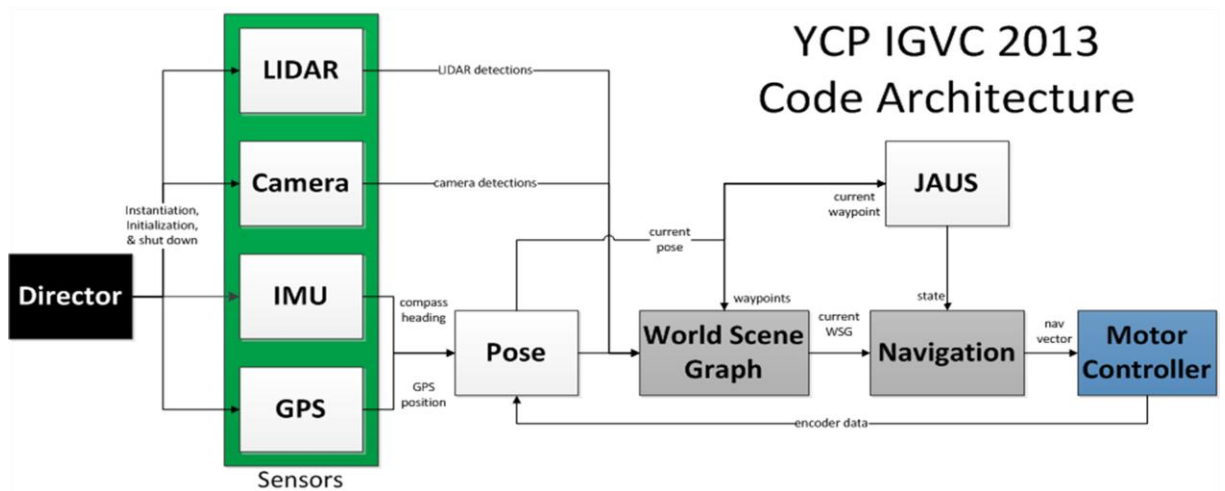 YCP IGVC 2013
Code Architecture
LIDAR
LIDAR detections
Camera
camera detections
JAUS
current
waypoint
Instantiation,
Initialization,
& shut down
current
pose
Director
IMU
compass
heading
waypoints
state
Pose
World Scene
Graph
current
WSG
Navigation
nav
vector
Motor
Controller
GPS
GPS
position
encoder data
Sensors